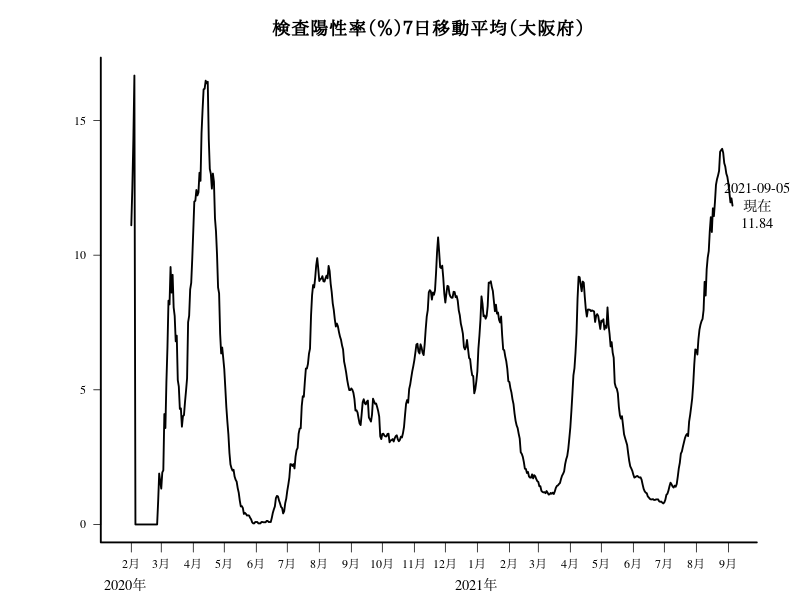 検査陽性率（％）7日移動平均（大阪府）
15
10
5
0
2021-09-05
現在
11.84
2月 3月 4月 5月 6月 7月 8月 9月 10月 11月 12月 1月 2月 3月 4月 5月 6月 7月 8月 9月
2020年 2021年